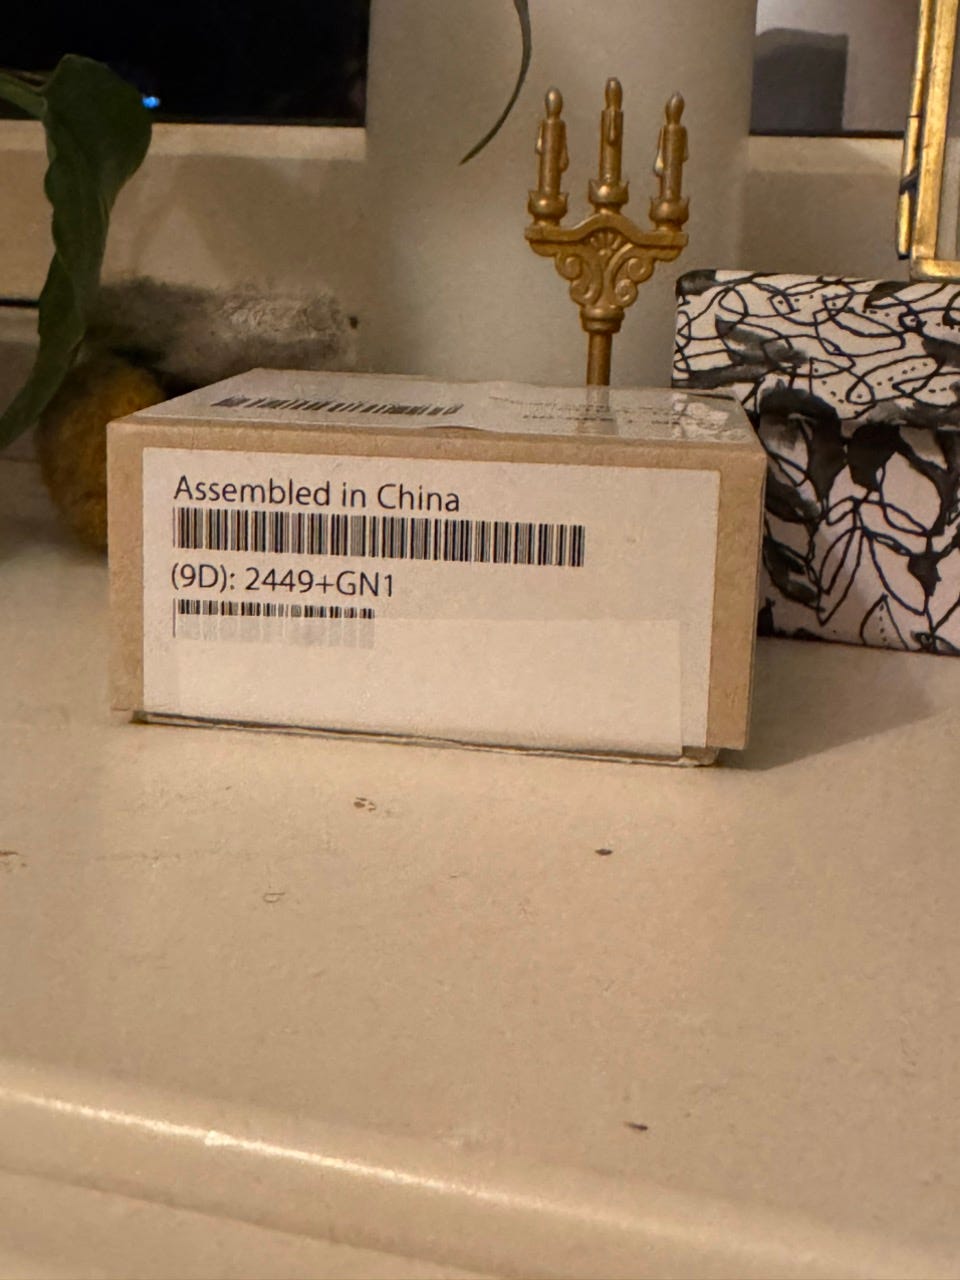 Assembled in China
(9D): 2449+GN1